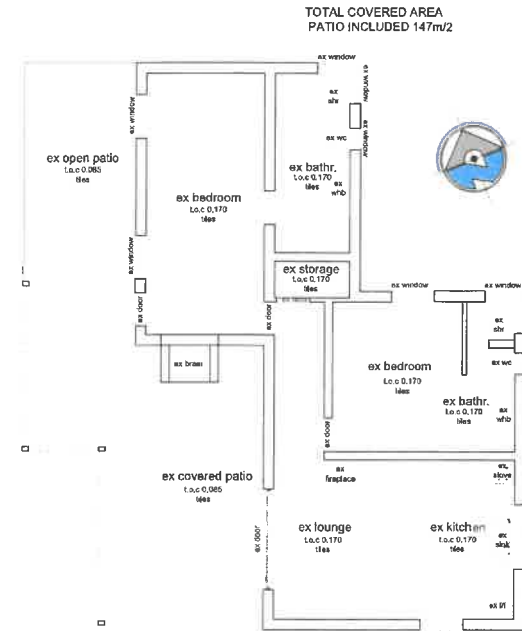 TOTAL COVERED AREA
PATIO INCLUDED 147m/2
ex window
ex window
ex shr
ex window
ex wc
ex window
ex open patio
t.o.c 0.085
tiles
ex bedroom
t.o.c 0,170
tiles
ex bathr.
t.o.c 0,170
tiles
ex whb
ex window
ex door
ex storage
t.o.c 0,170
tiles
ex door
ex window
ex window
ex braai
ex bedroom
t.o.c 0.170
tiles
ex shr
ex wc
ex bathr.
t.o.c 0,170
tiles
ex whb
ex door
ex covered patio
t.o.c 0,085
tiles
ex fireplace
ex. stove
ex door
ex lounge
t.o.c 0.170
tiles
ex kitchen
t.o.c 0,170
tiles
ex sink